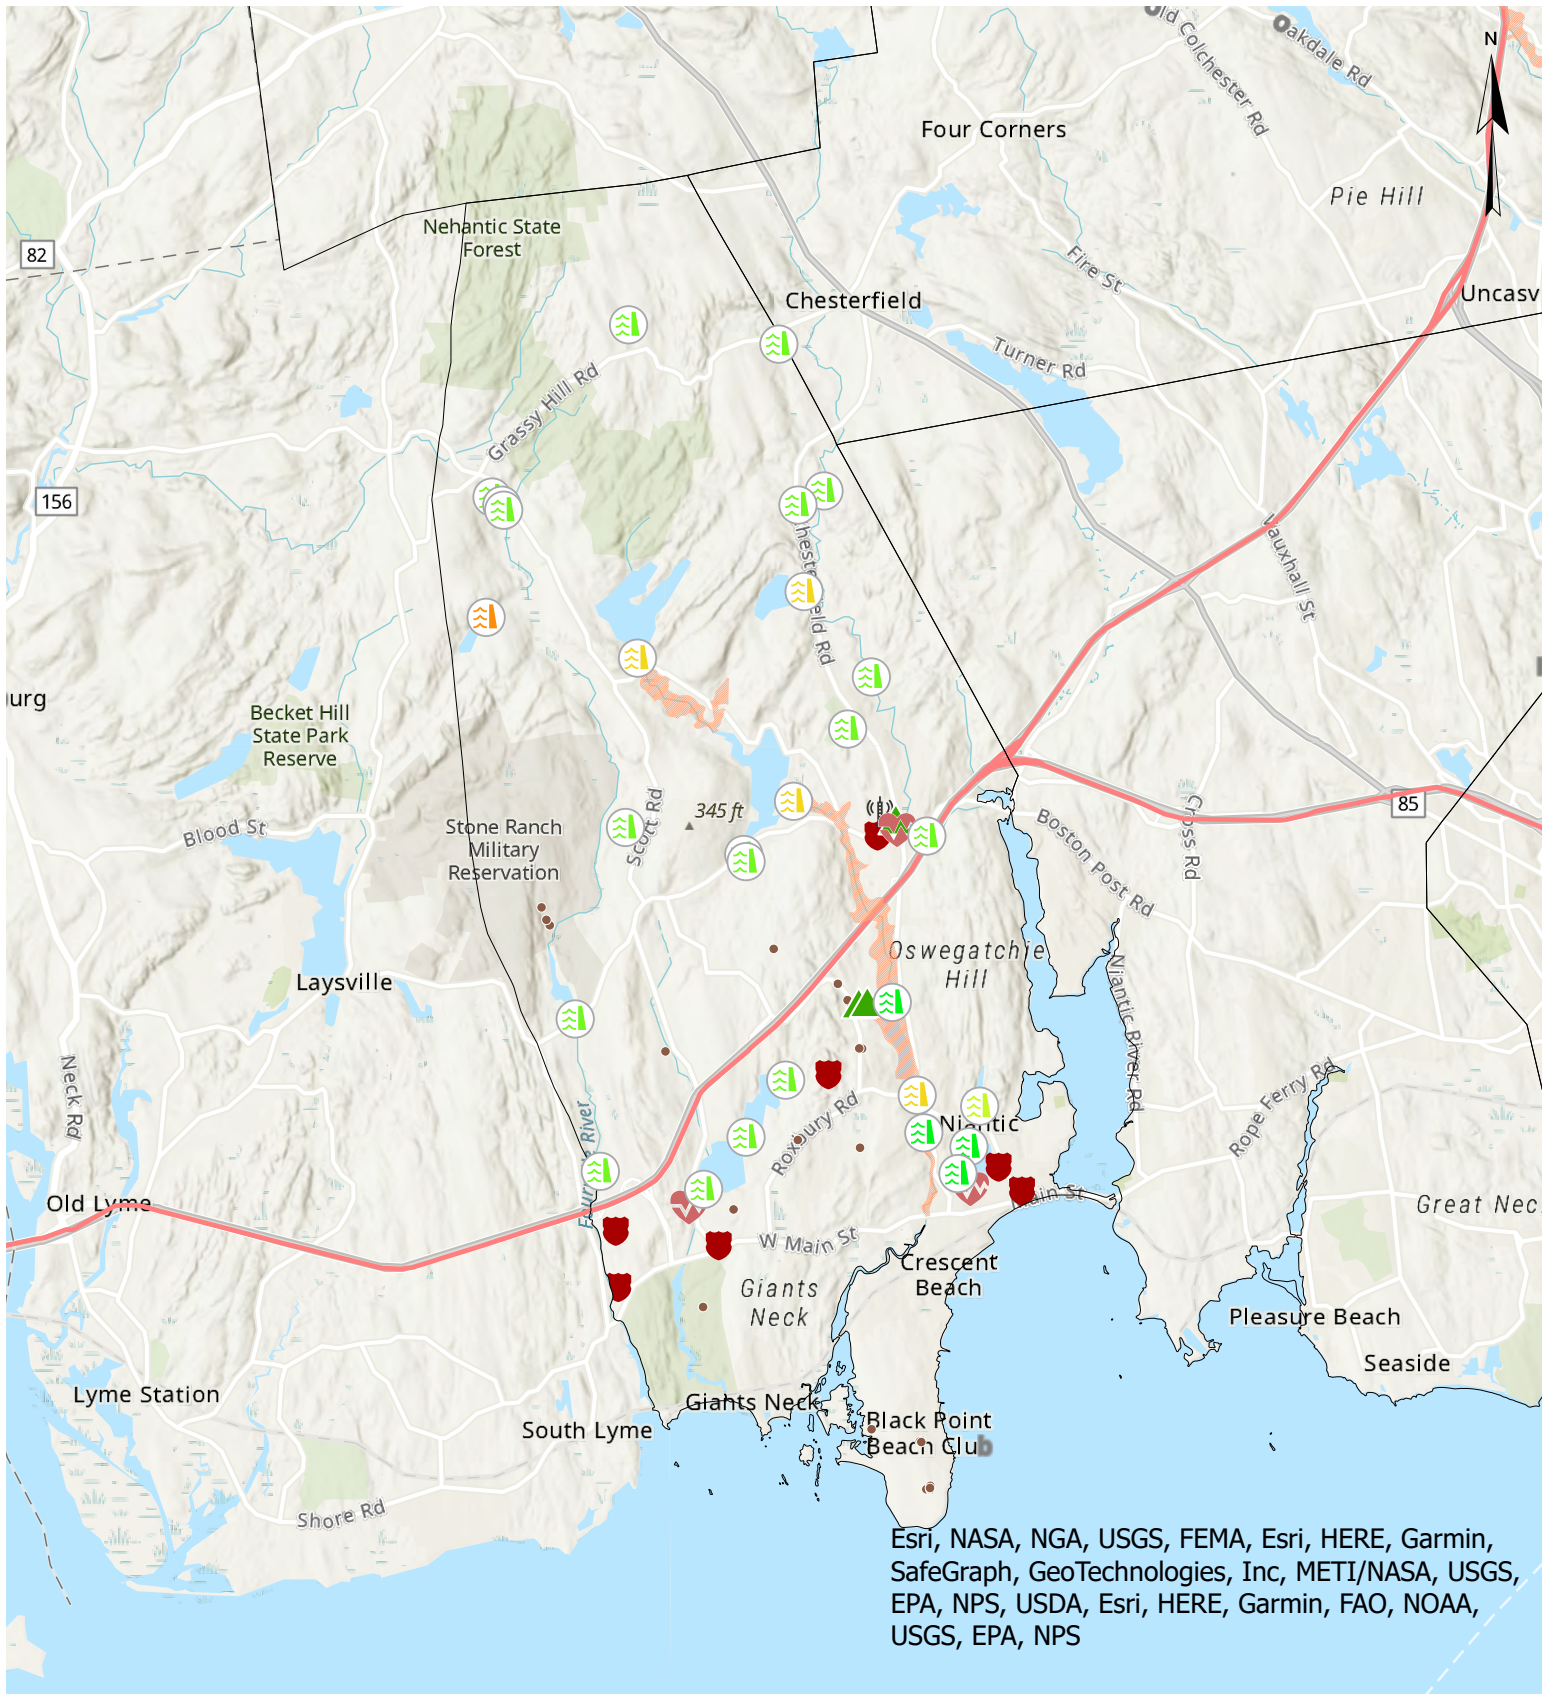 Old Colchester Rd
Oakdale Rd
N
Four Corners
Pie Hill
Nehantic State
Forest
82
Fire St
Uncasv
Chesterfield
Turner Rd
Grassy Hill Rd
156
Vauxhall St
hest
eld Rd
urg
Becket Hill
State Park
Reserve
345 ft
85
Scott Rd
Blood St
Stone Ranch
Military
Reservation
Cross Rd
Boston Post Rd
Oswegatchie
Hill
Laysville
Niantic River Rd
Neck Rd
Rope Ferry Rd
Roxbury Rd
Niantic
River
Old Lyme
Main St
Great Nec
W Main St
Crescent
Beach
Giants
Neck
Pleasure Beach
Seaside
Lyme Station
Giants Neck
South Lyme
Black Point
Beach Club
Shore Rd
Esri, NASA, NGA, USGS, FEMA, Esri, HERE, Garmin,
SafeGraph, GeoTechnologies, Inc, METI/NASA, USGS,
EPA, NPS, USDA, Esri, HERE, Garmin, FAO, NOAA,
USGS, EPA, NPS